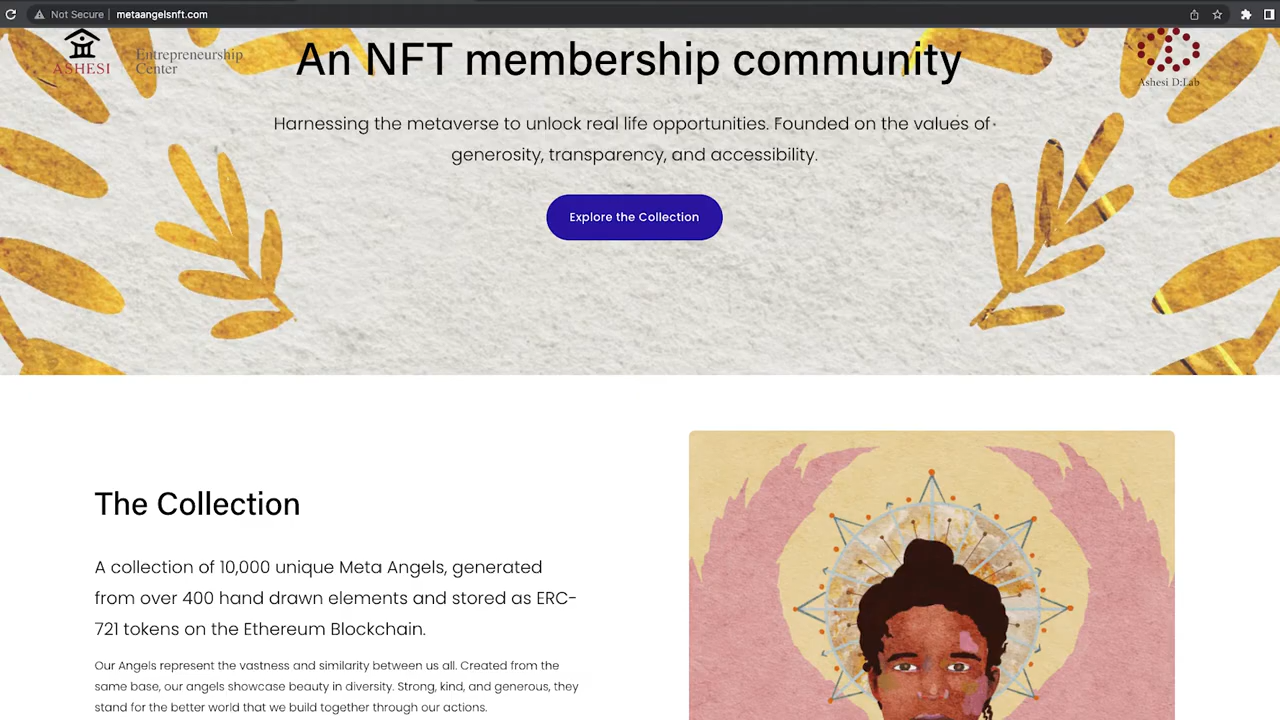 Not Secure | metaangelsnft.com
ASHESI
Entrepreneurship
Center
An NFT membership community
Ashesi D:Lab
Harnessing the metaverse to unlock real life opportunities. Founded on the values of
generosity, transparency, and accessibility.
Explore the Collection
The Collection
A collection of 10,000 unique Meta Angels, generated
from over 400 hand drawn elements and stored as ERC-
721 tokens on the Ethereum Blockchain.
Our Angels represent the vastness and similarity between us all. Created from the
same base, our angels showcase beauty in diversity. Strong, kind, and generous, they
stand for the better world that we build together through our actions.